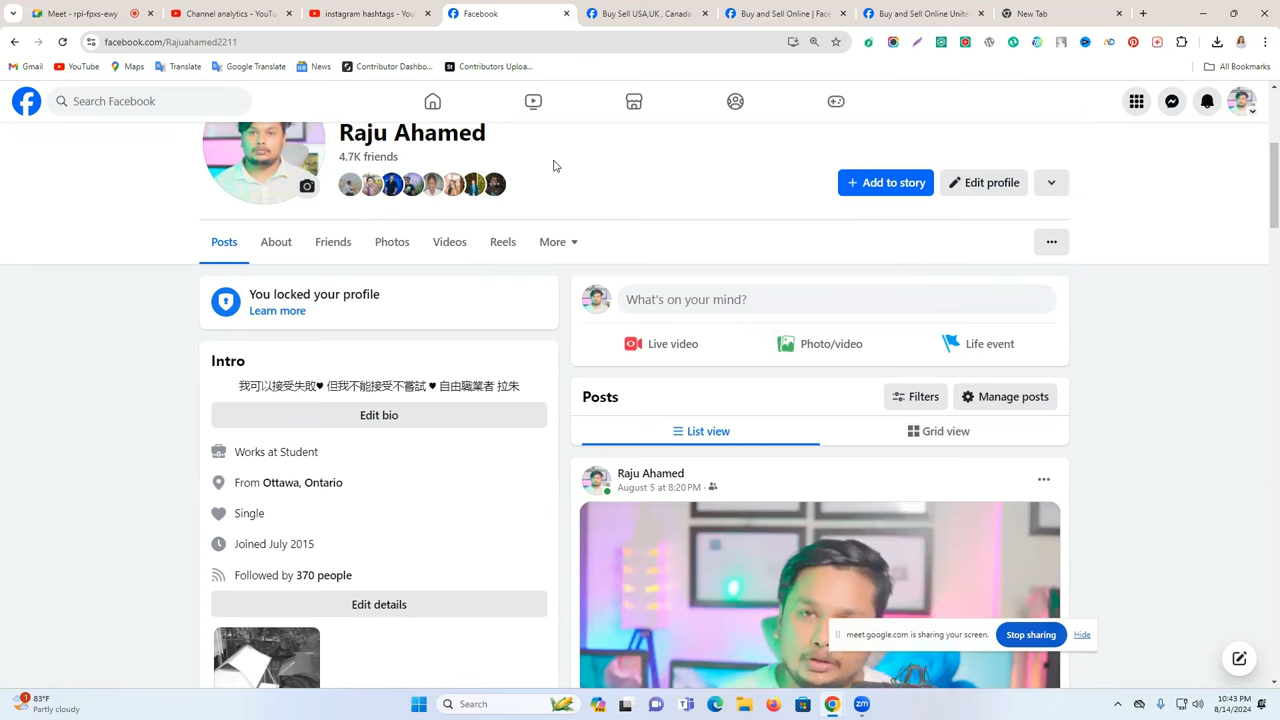 Meet - rpi-fpxs-ewy
Channel analytics - YouTu
instagram hashtags - You
Facebook
Buy Sell USA,UK , Canada
Buy and Sell Online | Face
Buy and Sell Online Unite
New Tab
facebook.com/Rajuahamed2211
Gmail
YouTube
Maps
Translate
Google Translate
News
Contributor Dashbo...
Contributors Uploa...
All Bookmarks
Search Facebook
Raju Ahamed
4.7K friends
+ Add to story
Edit profile
Posts
About
Friends
Photos
Videos
Reels
More
You locked your profile
Learn more
Intro
我可以接受失敗♥ 但我不能接受不嘗試 ♥ 自由職業者 拉朱
Edit bio
Works at Student
From Ottawa, Ontario
Single
Joined July 2015
Followed by 370 people
Edit details
What's on your mind?
Live video
Photo/video
Life event
Posts
Filters
Manage posts
List view
Grid view
Raju Ahamed
August 5 at 8:20 PM ·
meet.google.com is sharing your screen.
Stop sharing
Hide
83°F
Partly cloudy
Search
10:43 PM
8/14/2024